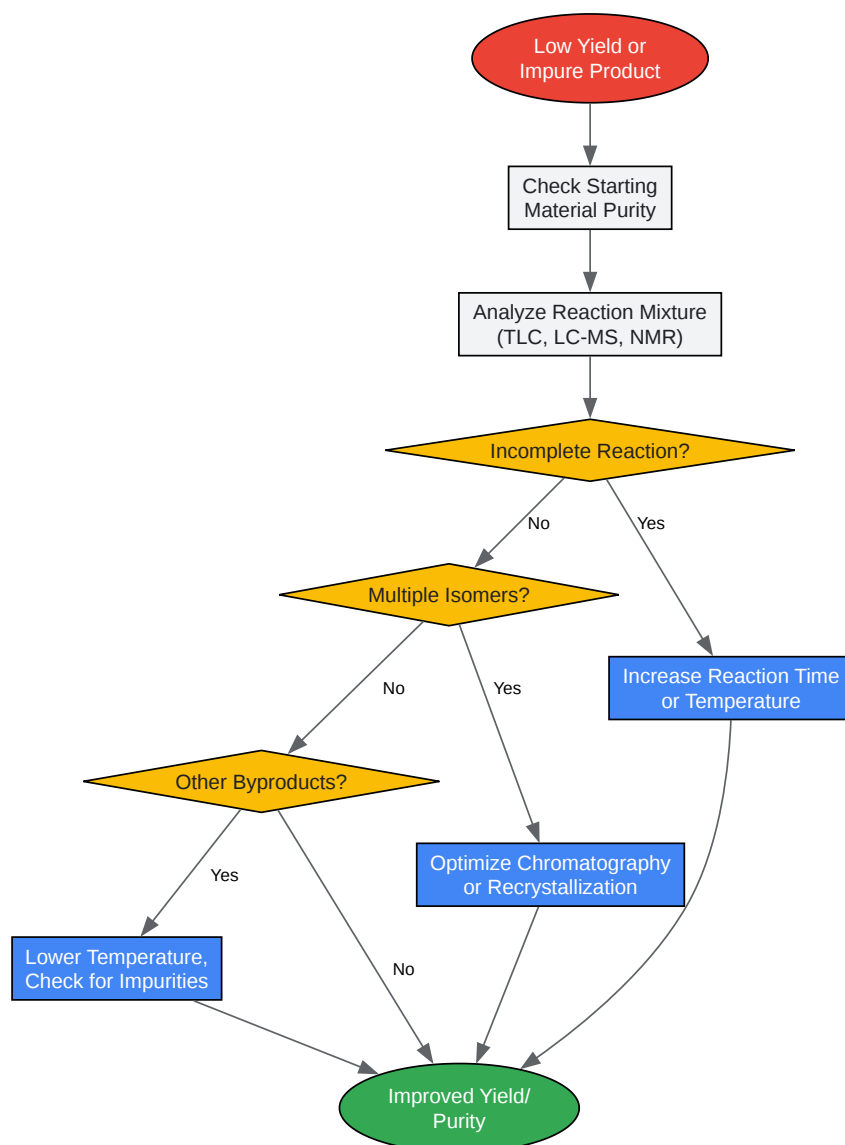 Low Yield or
Impure Product
Check Starting
Material Purity
Analyze Reaction Mixture
(TLC, LC-MS, NMR)
Incomplete Reaction?
No
Yes
Multiple Isomers?
Increase Reaction Time
or Temperature
No
Yes
Other Byproducts?
Optimize Chromatography
or Recrystallization
Yes
Lower Temperature,
Check for Impurities
No
Improved Yield/
Purity